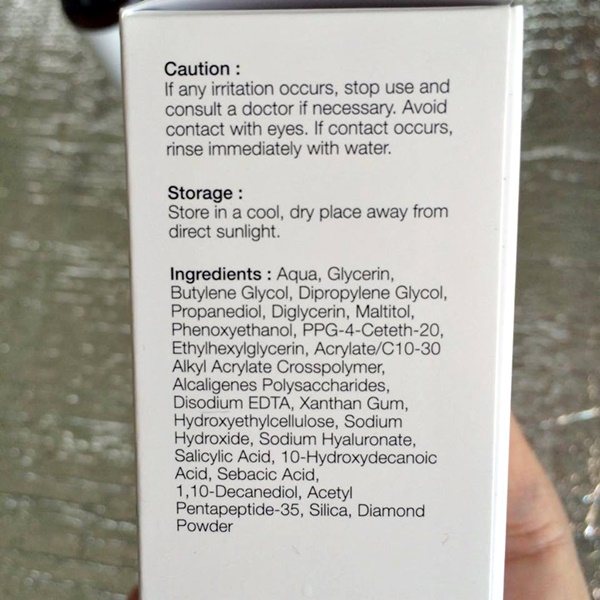 Caution :
If any irritation occurs, stop use and
consult a doctor if necessary. Avoid
contact with eyes. If contact occurs,
rinse immediately with water.
Storage :
Store in a cool, dry place away from
direct sunlight.
Ingredients : Aqua, Glycerin,
Butylene Glycol, Dipropylene Glycol,
Propanediol, Diglycerin, Maltitol,
Phenoxyethanol, PPG-4-Ceteth-20,
Ethylhexylglycerin, Acrylate/C10-30
Alkyl Acrylate Crosspolymer,
Alcaligenes Polysaccharides,
Disodium EDTA, Xanthan Gum,
Hydroxyethylcellulose, Sodium
Hydroxide, Sodium Hyaluronate,
Salicylic Acid, 10-Hydroxydecanoic
Acid, Sebacic Acid,
1,10-Decanediol, Acetyl
Pentapeptide-35, Silica, Diamond
Powder